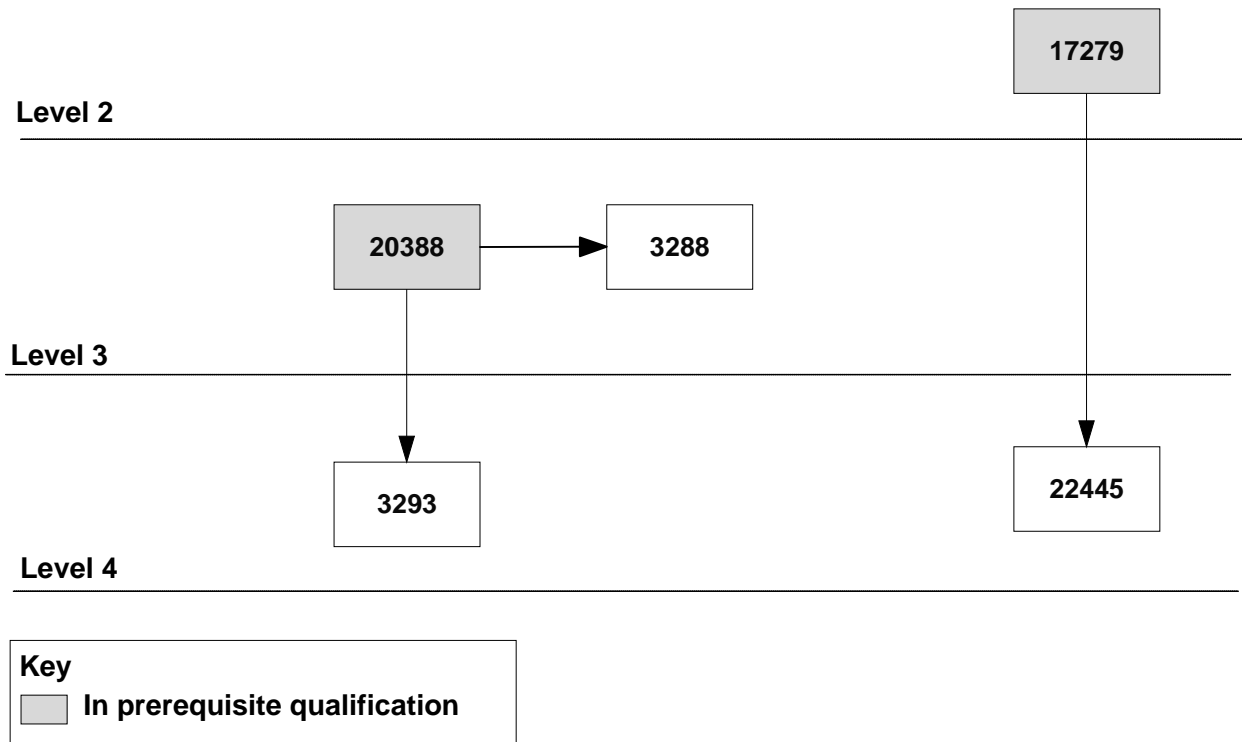 17279
Level 2
20388
3288
Level 3
3293
22445
Level 4
Key
In prerequisite qualification